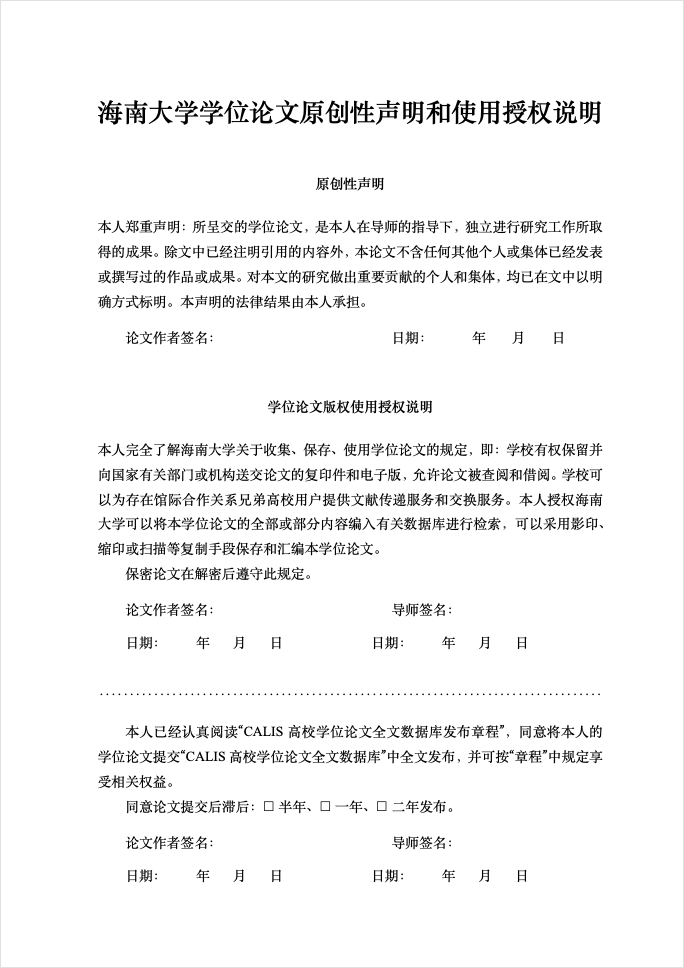 海南大学学位论文原创性声明和使用授权说明
原创性声明
本人郑重声明：所呈交的学位论文，是本人在导师的指导下，独立进行研究工作所取
得的成果。除文中已经注明引用的内容外，本论文不含任何其他个人或集体已经发表
或撰写过的作品或成果。对本文的研究做出重要贡献的个人和集体，均已在文中以明
确方式标明。本声明的法律结果由本人承担。
论文作者签名： 日期： 年 月 日
学位论文版权使用授权说明
本人完全了解海南大学关于收集、保存、使用学位论文的规定，即：学校有权保留并
向国家有关部门或机构送交论文的复印件和电子版，允许论文被查阅和借阅。学校可
以为存在馆际合作关系兄弟高校用户提供文献传递服务和交换服务。本人授权海南
大学可以将本学位论文的全部或部分内容编入有关数据库进行检索，可以采用影印、
缩印或扫描等复制手段保存和汇编本学位论文。
保密论文在解密后遵守此规定。
论文作者签名： 导师签名：
日期： 年 月 日 日期： 年 月 日
本人已经认真阅读“CALIS 高校学位论文全文数据库发布章程”，同意将本人的
学位论文提交“CALIS 高校学位论文全文数据库”中全文发布，并可按“章程”中规定享
受相关权益。
同意论文提交后滞后：□ 半年、□ 一年、□ 二年发布。
论文作者签名： 导师签名：
日期： 年 月 日 日期： 年 月 日